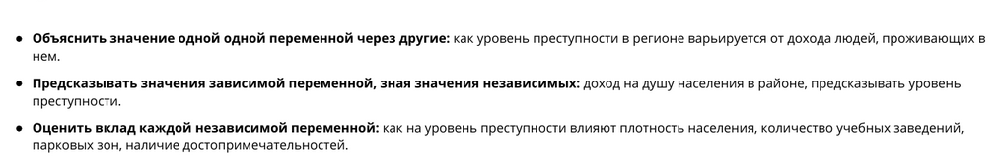 • Объяснить значение одной одной переменной через другие: как уровень преступности в регионе варьируется от дохода людей, проживающих в
нем.
• Предсказывать значения зависимой переменной, зная значения независимых: доход на душу населения в районе, предсказывать уровень
преступности.
• Оценить вклад каждой независимой переменной: как на уровень преступности влияют плотность населения, количество учебных заведений,
парковых зон, наличие достопримечательностей.